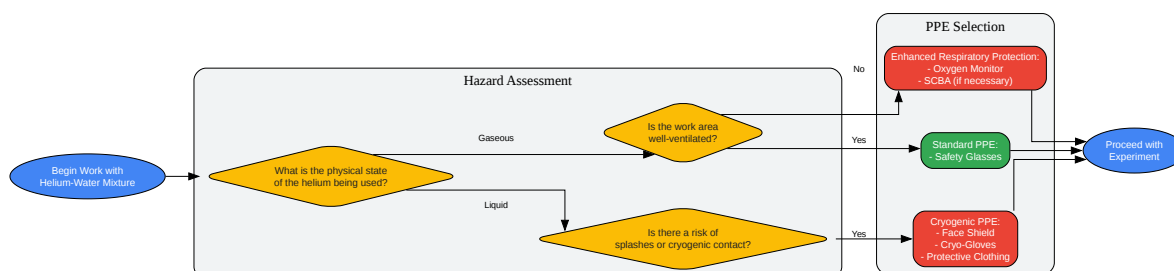 PPE Selection
Enhanced Respiratory Protection:
- Oxygen Monitor
- SCBA (if necessary)
No
Hazard Assessment
Is the work area
well-ventilated?
Gaseous
Yes
Standard PPE:
- Safety Glasses
Proceed with
Experiment
Begin Work with
Helium-Water Mixture
What is the physical state
of the helium being used?
Liquid
Is there a risk of
splashes or cryogenic contact?
Yes
Cryogenic PPE:
- Face Shield
- Cryo-Gloves
- Protective Clothing